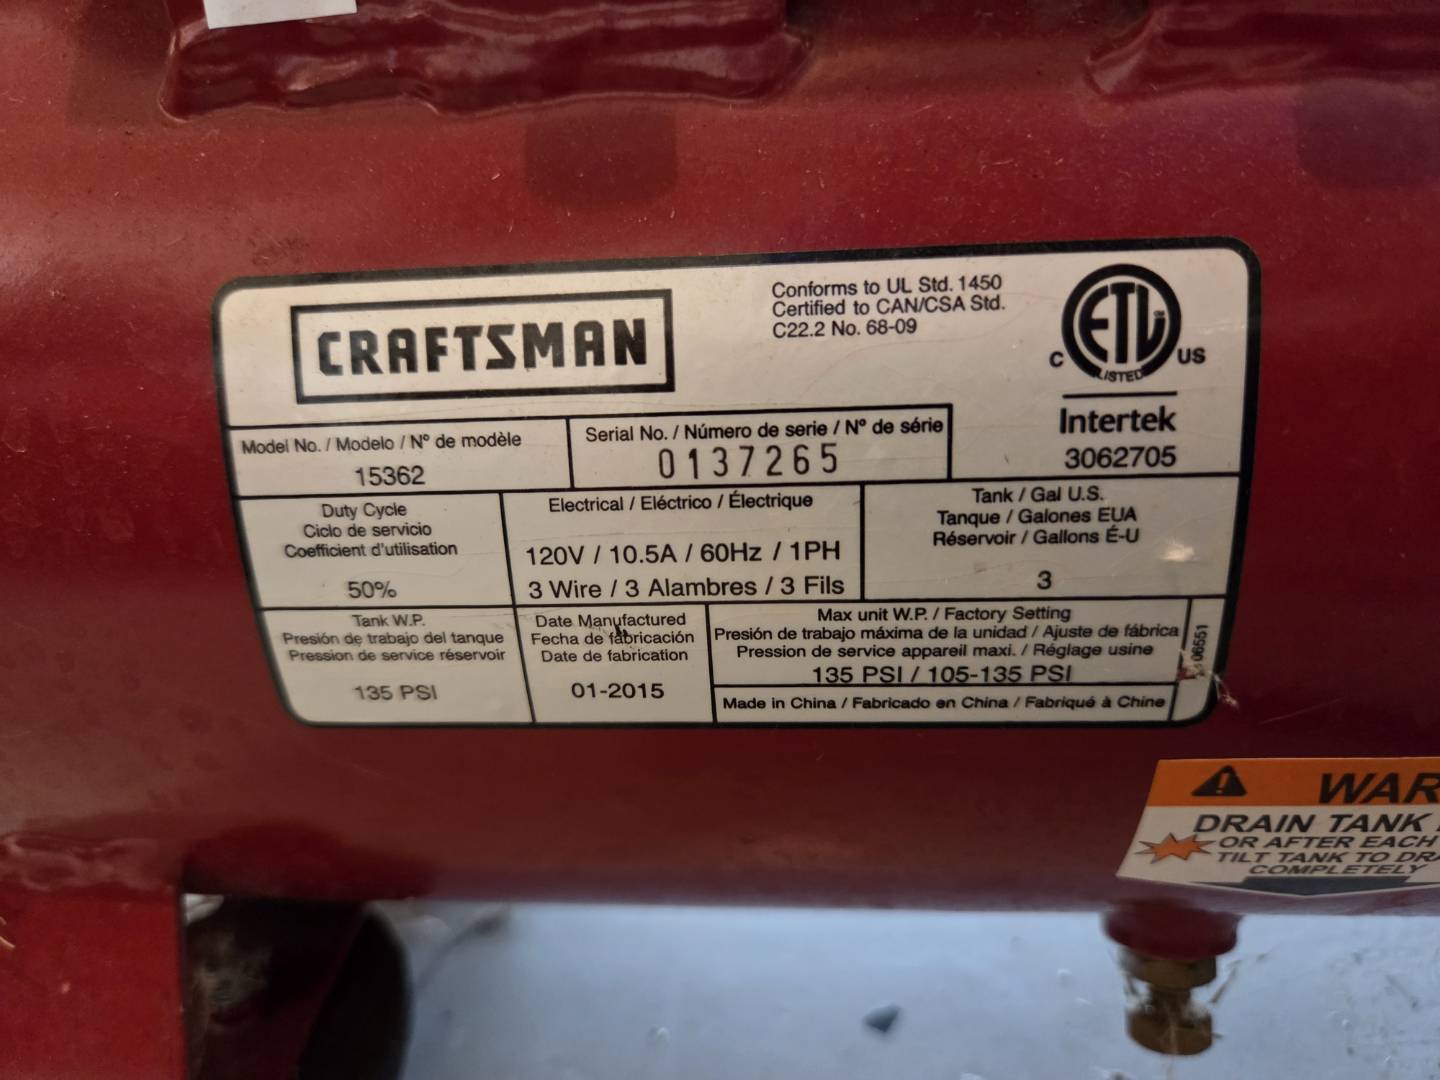 CRAFTSMAN
Conforms to UL Std. 1450
Certified to CAN/CSA Std.
C22.2 No. 68-09
ETL
C US
LISTED
Intertek
3062705
Model No. / Modelo / Nº de modèle
15362
Serial No. / Número de serie / Nº de série
0137265
Duty Cycle
Ciclo de servicio
Coefficient d'utilisation
50%
Electrical / Eléctrico / Électrique
120V / 10.5A / 60Hz / 1PH
3 Wire / 3 Alambres / 3 Fils
Tank / Gal U.S.
Tanque / Galones EUA
Réservoir / Gallons É-U
3
Tank W.P.
Presión de trabajo del tanque
Pression de service réservoir
135 PSI
Date Manufactured
Fecha de fabricación
Date de fabrication
01-2015
Max unit W.P. / Factory Setting
Presión de trabajo máxima de la unidad / Ajuste de fábrica
Pression de service appareil maxi. / Réglage usine
135 PSI / 105-135 PSI
Made in China / Fabricado en China / Fabriqué à Chine
06551
WAR
DRAIN TANK
OR AFTER EACH
TILT TANK TO DRA
COMPLETELY